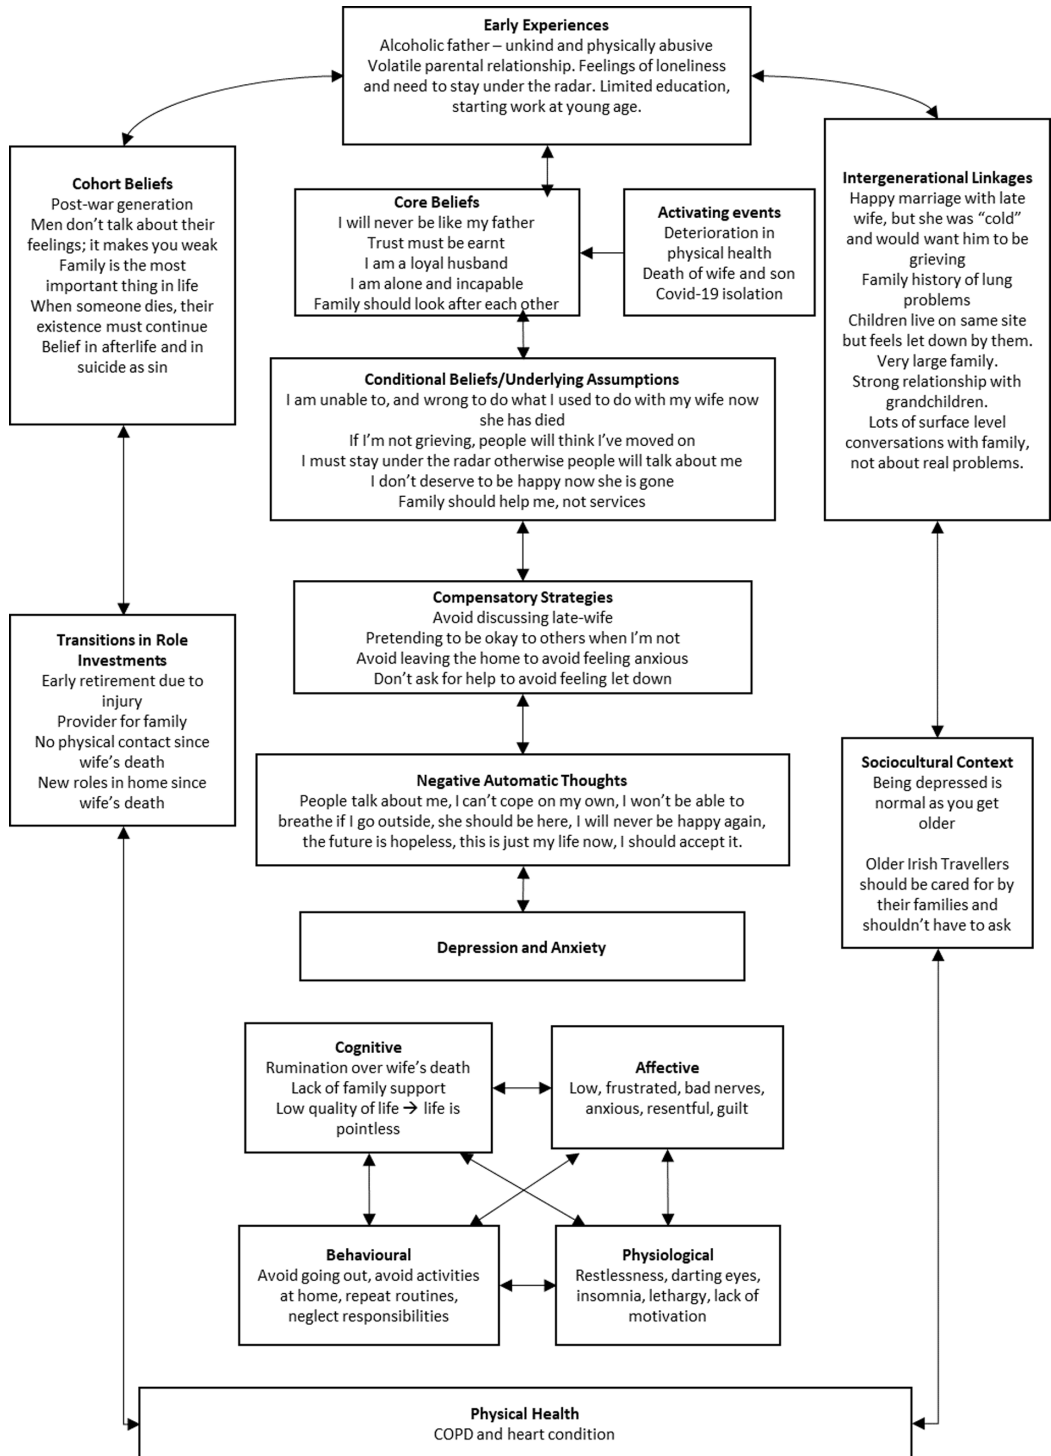 Early Experiences
Alcoholic father – unkind and physically abusive
Volatile parental relationship. Feelings of loneliness
and need to stay under the radar. Limited education,
starting work at young age.
Cohort Beliefs
Post-war generation
Men don’t talk about their
feelings; it makes you weak
Family is the most
important thing in life
When someone dies, their
existence must continue
Belief in afterlife and in
suicide as sin
Core Beliefs
I will never be like my father
Trust must be earnt
I am a loyal husband
I am alone and incapable
Family should look after each other
Activating events
Deterioration in
physical health
Death of wife and son
Covid-19 isolation
Intergenerational Linkages
Happy marriage with late
wife, but she was “cold”
and would want him to be
grieving
Family history of lung
problems
Children live on same site
but feels let down by them.
Very large family.
Strong relationship with
grandchildren.
Lots of surface level
conversations with family,
not about real problems.
Conditional Beliefs/Underlying Assumptions
I am unable to, and wrong to do what I used to do with my wife now
she has died
If I’m not grieving, people will think I’ve moved on
I must stay under the radar otherwise people will talk about me
I don’t deserve to be happy now she is gone
Family should help me, not services
Compensatory Strategies
Avoid discussing late-wife
Pretending to be okay to others when I’m not
Avoid leaving the home to avoid feeling anxious
Don’t ask for help to avoid feeling let down
Transitions in Role
Investments
Early retirement due to
injury
Provider for family
No physical contact since
wife’s death
New roles in home since
wife’s death
Negative Automatic Thoughts
People talk about me, I can’t cope on my own, I won’t be able to
breathe if I go outside, she should be here, I will never be happy again,
the future is hopeless, this is just my life now, I should accept it.
Sociocultural Context
Being depressed is
normal as you get
older
Older Irish Travellers
should be cared for by
their families and
shouldn’t have to ask
Depression and Anxiety
Cognitive
Rumination over wife’s death
Lack of family support
Low quality of life → life is
pointless
Affective
Low, frustrated, bad nerves,
anxious, resentful, guilt
Behavioural
Avoid going out, avoid activities
at home, repeat routines,
neglect responsibilities
Physiological
Restlessness, darting eyes,
insomnia, lethargy, lack of
motivation
Physical Health
COPD and heart condition